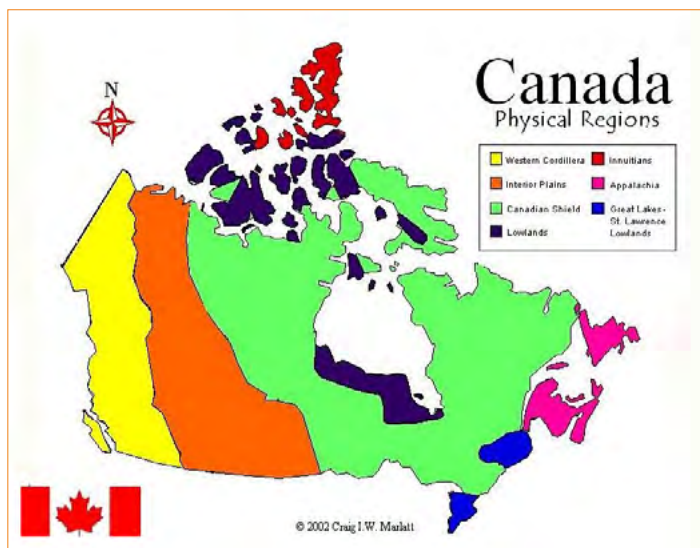 Canada
Physical Regions
N
Western Cordillera
Interior Plains
Canadian Shield
Lowlands
Innuitians
Appalachia
Great Lakes -
St. Lawrence
Lowlands
© 2002 Craig I.W. Marlatt